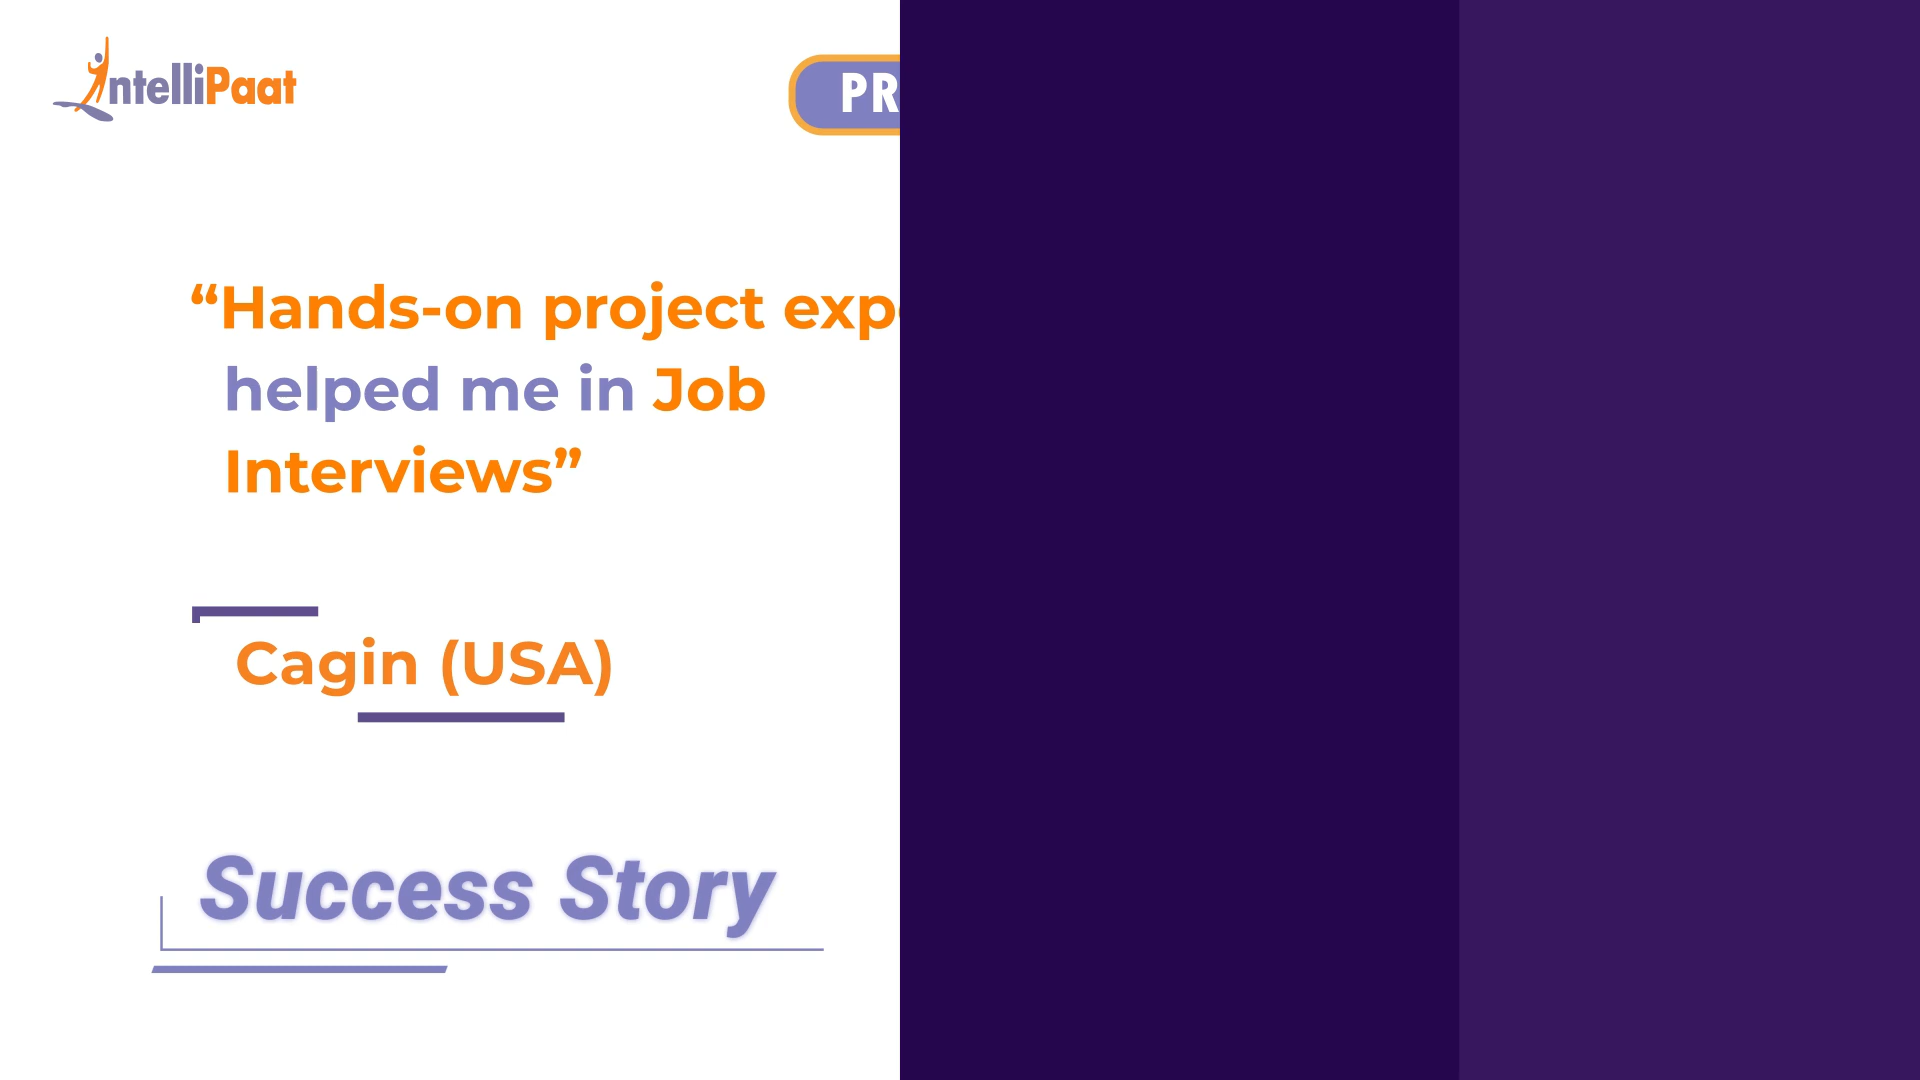 IntelliPaat
PR
“Hands-on project exp
helped me in Job
Interviews”
Cagin (USA)
Success Story